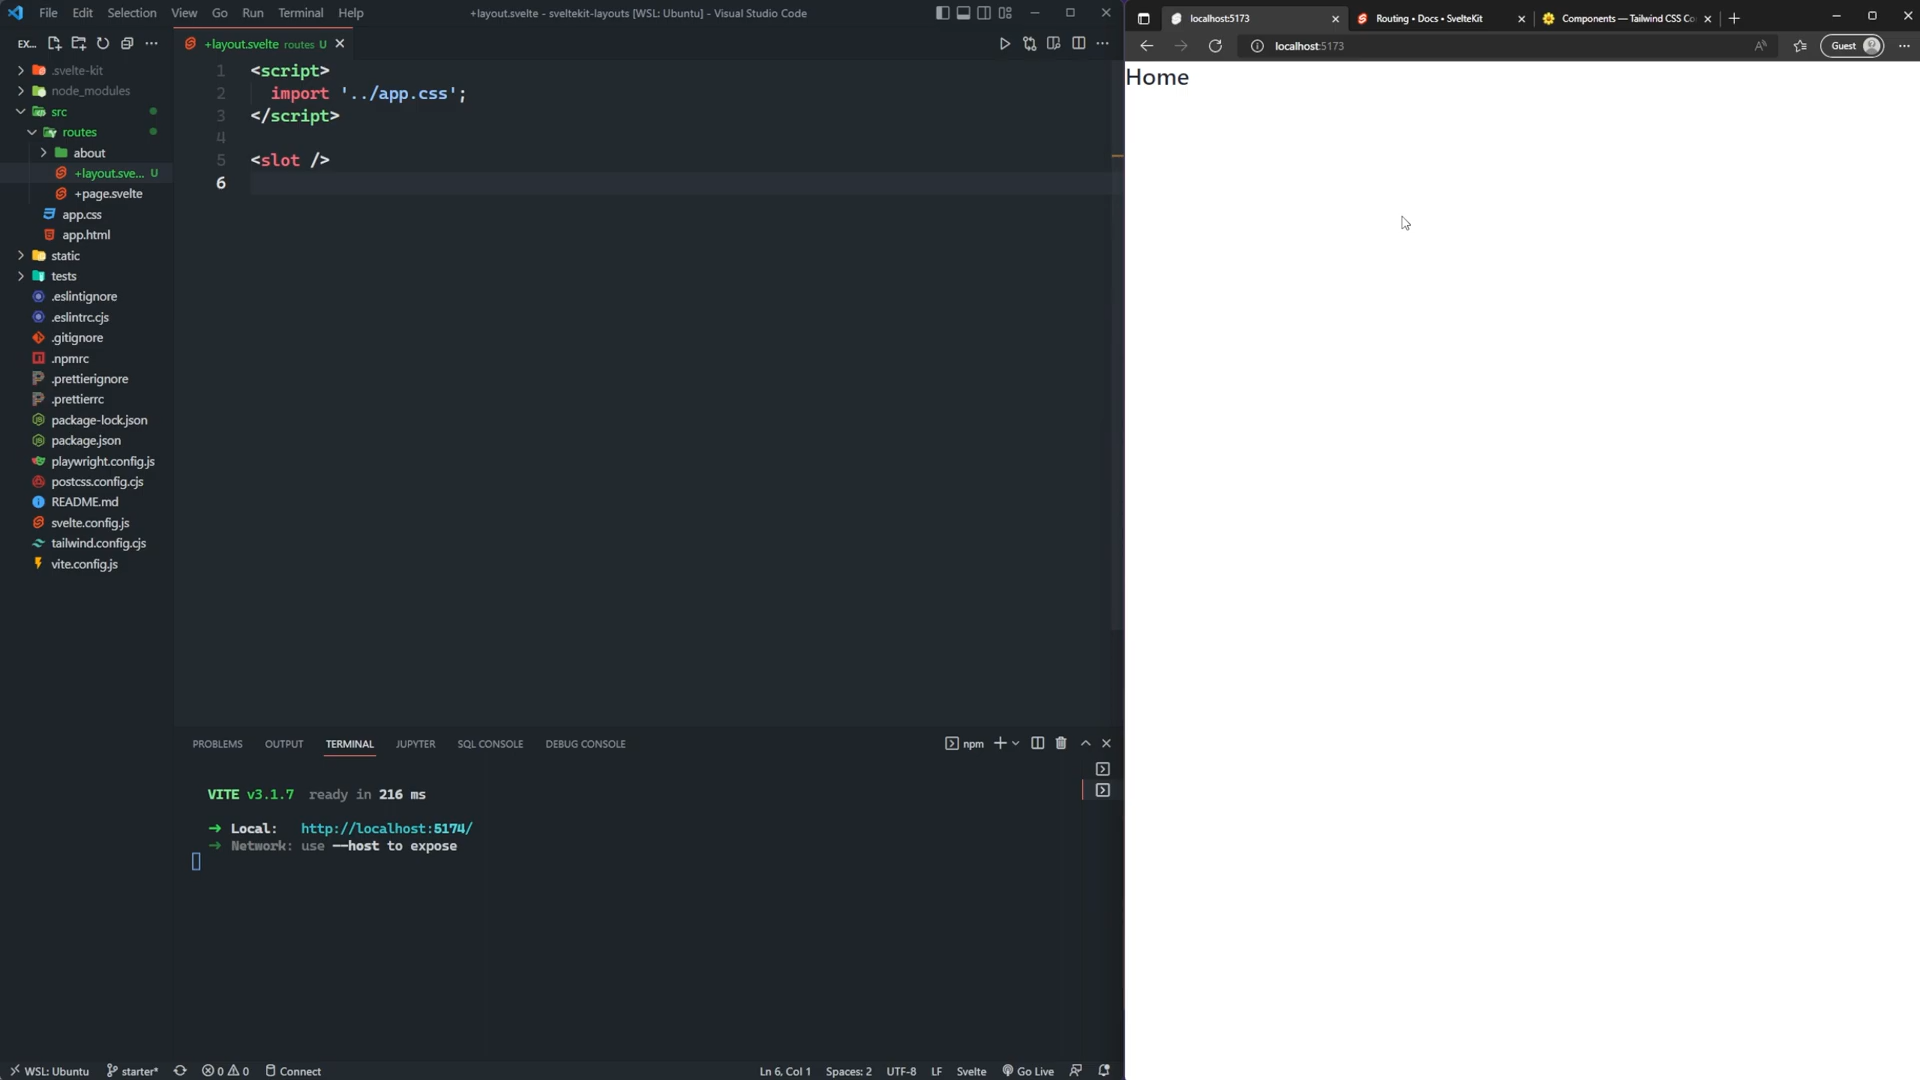 File Edit Selection View Go Run Terminal Help
+layout.svelte - sveltekit-layouts [WSL: Ubuntu] - Visual Studio Code
EX...
.svelte-kit
node_modules
src
routes
about
+layout.sve... U
+page.svelte
app.css
app.html
static
tests
.eslintignore
.eslintrc.cjs
.gitignore
.npmrc
.prettierignore
.prettierrc
package-lock.json
package.json
playwright.config.js
postcss.config.cjs
README.md
svelte.config.js
tailwind.config.cjs
vite.config.js
+layout.svelte routes U
1 <script>
2 import '../app.css';
3 </script>
4
5 <slot />
6
PROBLEMS OUTPUT TERMINAL JUPYTER SQL CONSOLE DEBUG CONSOLE
npm
VITE v3.1.7 ready in 216 ms
➜ Local: http://localhost:5174/
➜ Network: use --host to expose
WSL: Ubuntu starter* 0 0 Connect
Ln 6, Col 1 Spaces: 2 UTF-8 LF Svelte Go Live
localhost:5173
Routing • Docs • SvelteKit
Components — Tailwind CSS Co
localhost:5173
Guest
Home